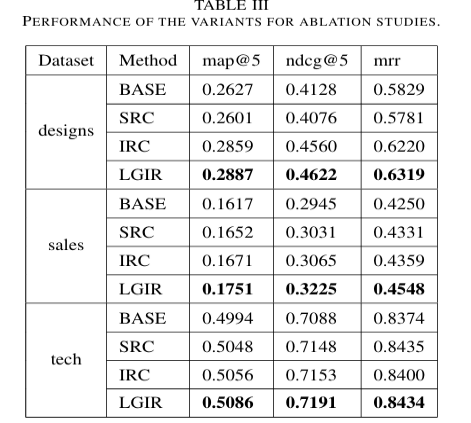 TABLE III
PERFORMANCE OF THE VARIANTS FOR ABLATION STUDIES.
Dataset Method map@5 ndcg@5 mrr
designs
BASE 0.2627 0.4128 0.5829
SRC 0.2601 0.4076 0.5781
IRC 0.2859 0.4560 0.6220
LGIR 0.2887 0.4622 0.6319
sales
BASE 0.1617 0.2945 0.4250
SRC 0.1652 0.3031 0.4331
IRC 0.1671 0.3065 0.4359
LGIR 0.1751 0.3225 0.4548
tech
BASE 0.4994 0.7088 0.8374
SRC 0.5048 0.7148 0.8435
IRC 0.5056 0.7153 0.8400
LGIR 0.5086 0.7191 0.8434